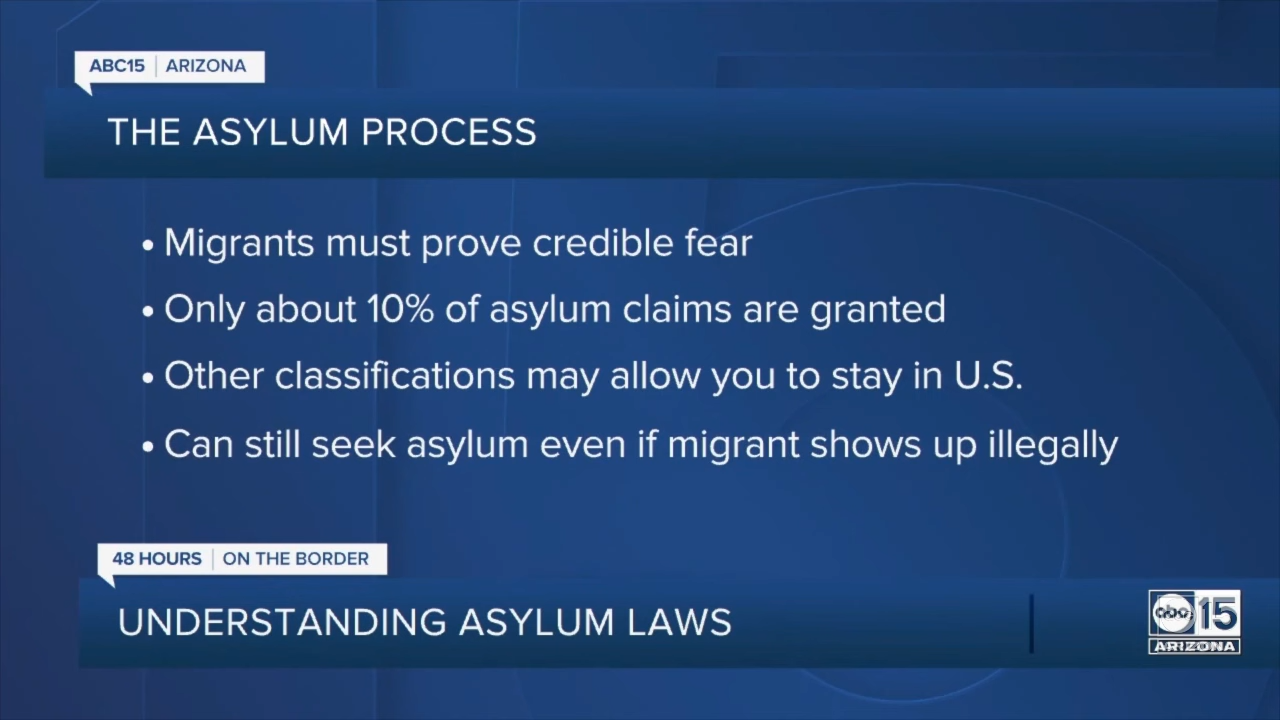 ABC15 | ARIZONA
THE ASYLUM PROCESS
• Migrants must prove credible fear
• Only about 10% of asylum claims are granted
• Other classifications may allow you to stay in U.S.
• Can still seek asylum even if migrant shows up illegally
48 HOURS | ON THE BORDER
UNDERSTANDING ASYLUM LAWS
abc 15
ARIZONA